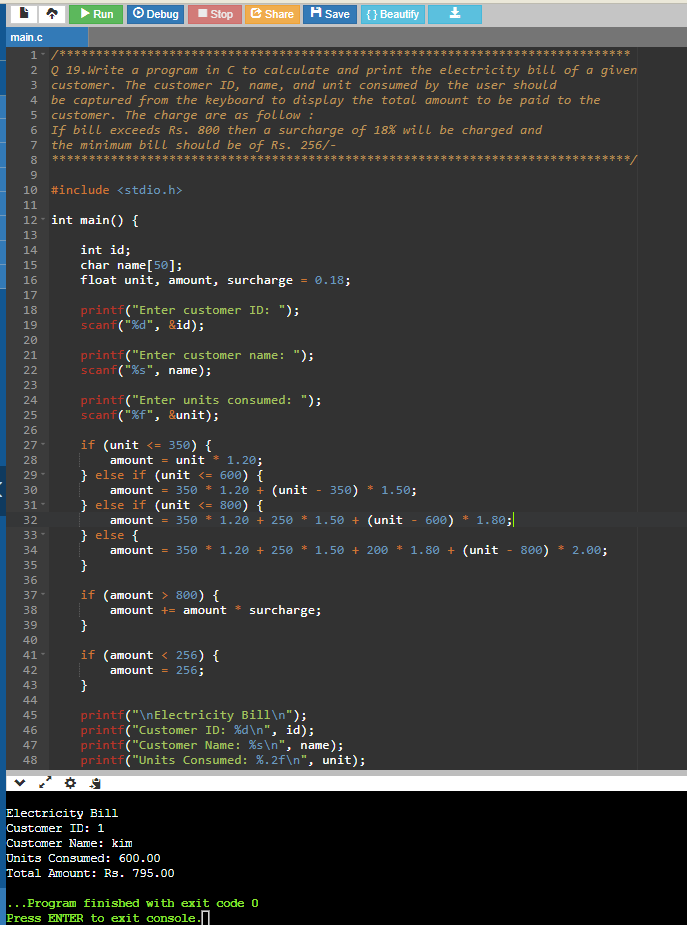 Run Debug Stop Share Save { } Beautify
main.c
1 /******************************************************************************
2 Q 19.Write a program in C to calculate and print the electricity bill of a given
3 customer. The customer ID, name, and unit consumed by the user should
4 be captured from the keyboard to display the total amount to be paid to the
5 customer. The charge are as follow :
6 If bill exceeds Rs. 800 then a surcharge of 18% will be charged and
7 the minimum bill should be of Rs. 256/-
8 *******************************************************************************/
9
10 #include <stdio.h>
11
12 int main() {
13
14 int id;
15 char name[50];
16 float unit, amount, surcharge = 0.18;
17
18 printf("Enter customer ID: ");
19 scanf("%d", &id);
20
21 printf("Enter customer name: ");
22 scanf("%s", name);
23
24 printf("Enter units consumed: ");
25 scanf("%f", &unit);
26
27 if (unit <= 350) {
28 amount = unit * 1.20;
29 } else if (unit <= 600) {
30 amount = 350 * 1.20 + (unit - 350) * 1.50;
31 } else if (unit <= 800) {
32 amount = 350 * 1.20 + 250 * 1.50 + (unit - 600) * 1.80;
33 } else {
34 amount = 350 * 1.20 + 250 * 1.50 + 200 * 1.80 + (unit - 800) * 2.00;
35 }
36
37 if (amount > 800) {
38 amount += amount * surcharge;
39 }
40
41 if (amount < 256) {
42 amount = 256;
43 }
44
45 printf("\nElectricity Bill\n");
46 printf("Customer ID: %d\n", id);
47 printf("Customer Name: %s\n", name);
48 printf("Units Consumed: %.2f\n", unit);
Electricity Bill
Customer ID: 1
Customer Name: kim
Units Consumed: 600.00
Total Amount: Rs. 795.00
...Program finished with exit code 0
Press ENTER to exit console.